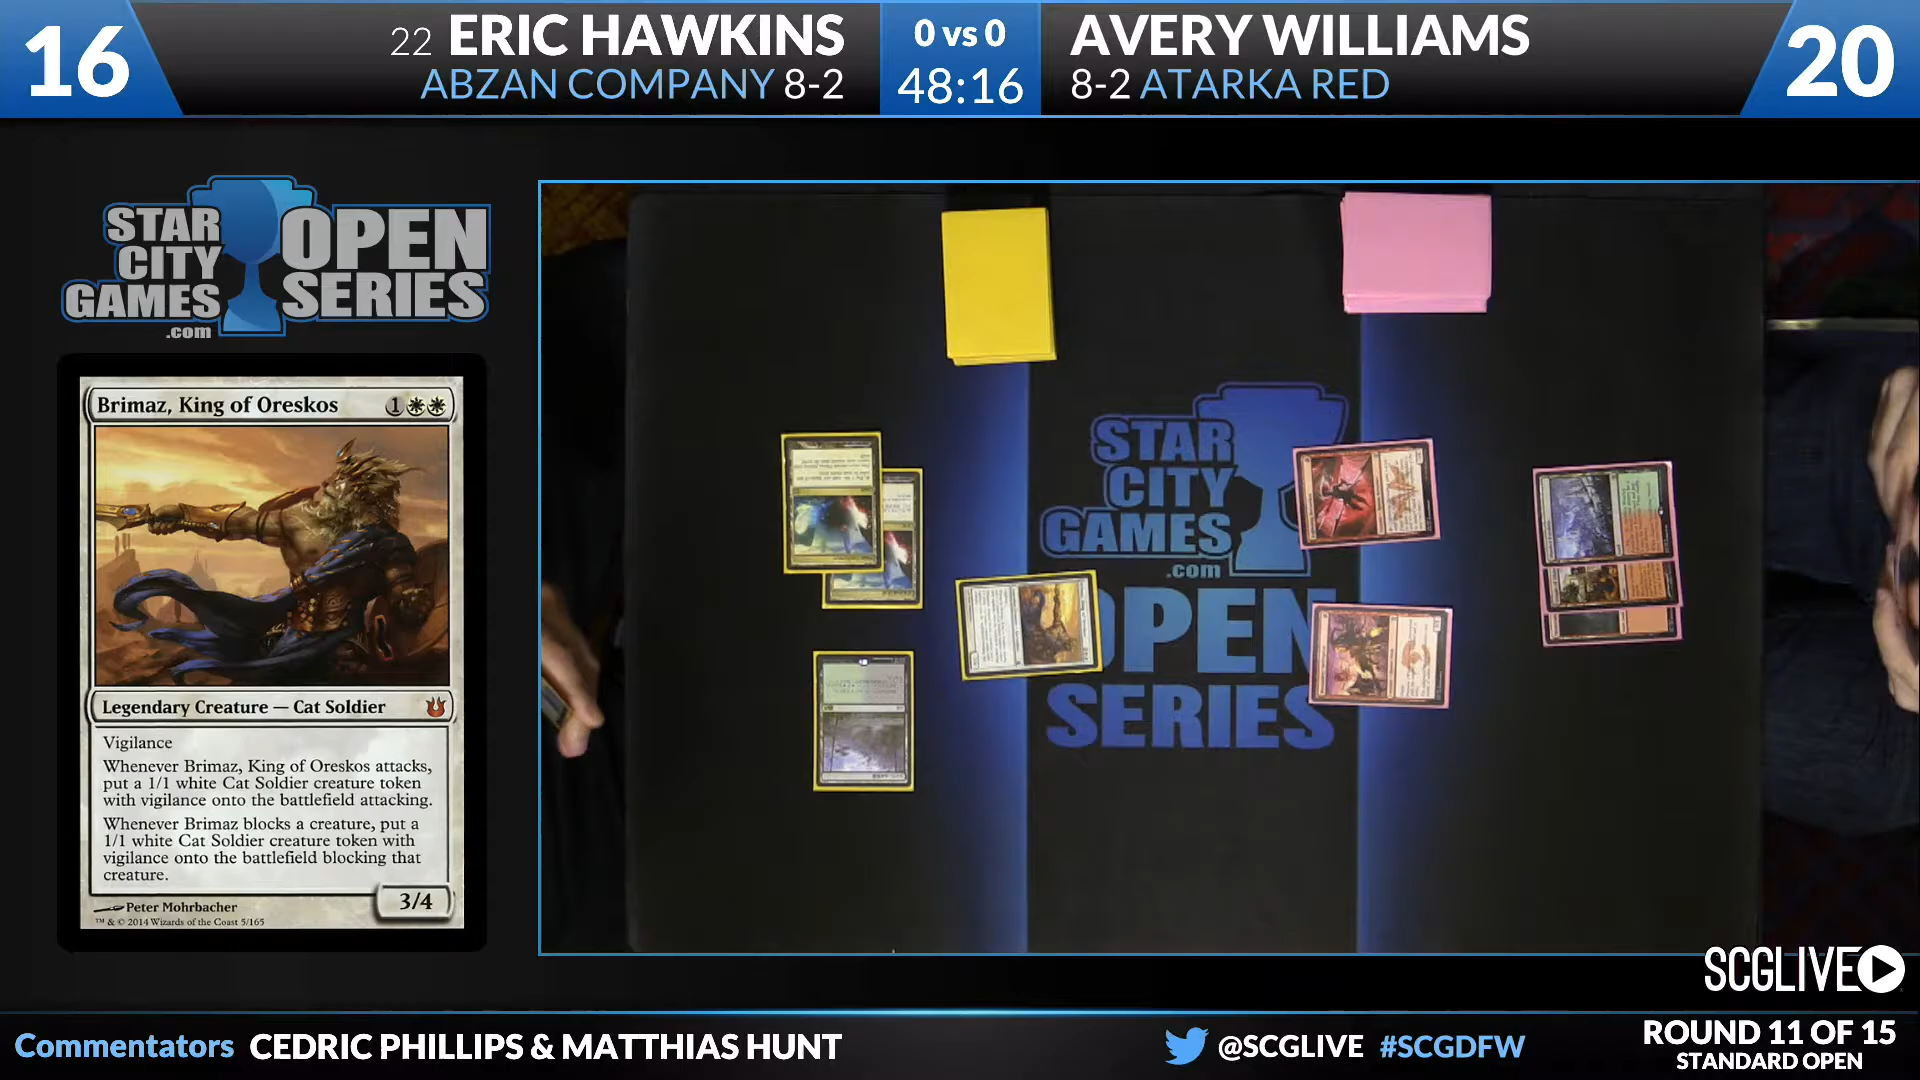 16
22 ERIC HAWKINS
ABZAN COMPANY 8-2
0 vs 0
48:16
AVERY WILLIAMS
8-2 ATARKA RED
20
STAR
CITY
GAMES
.com
OPEN
SERIES
Brimaz, King of Oreskos 1
Legendary Creature — Cat Soldier
Vigilance
Whenever Brimaz, King of Oreskos attacks,
put a 1/1 white Cat Soldier creature token
with vigilance onto the battlefield attacking.
Whenever Brimaz blocks a creature, put a
1/1 white Cat Soldier creature token with
vigilance onto the battlefield blocking that
creature.
3/4
Peter Mohrbacher
™ & © 2014 Wizards of the Coast 5/165
STAR
CITY
GAMES
.com
OPEN
SERIES
SCGLIVE
Commentators CEDRIC PHILLIPS & MATTHIAS HUNT
@SCGLIVE #SCGDFW
ROUND 11 OF 15
STANDARD OPEN